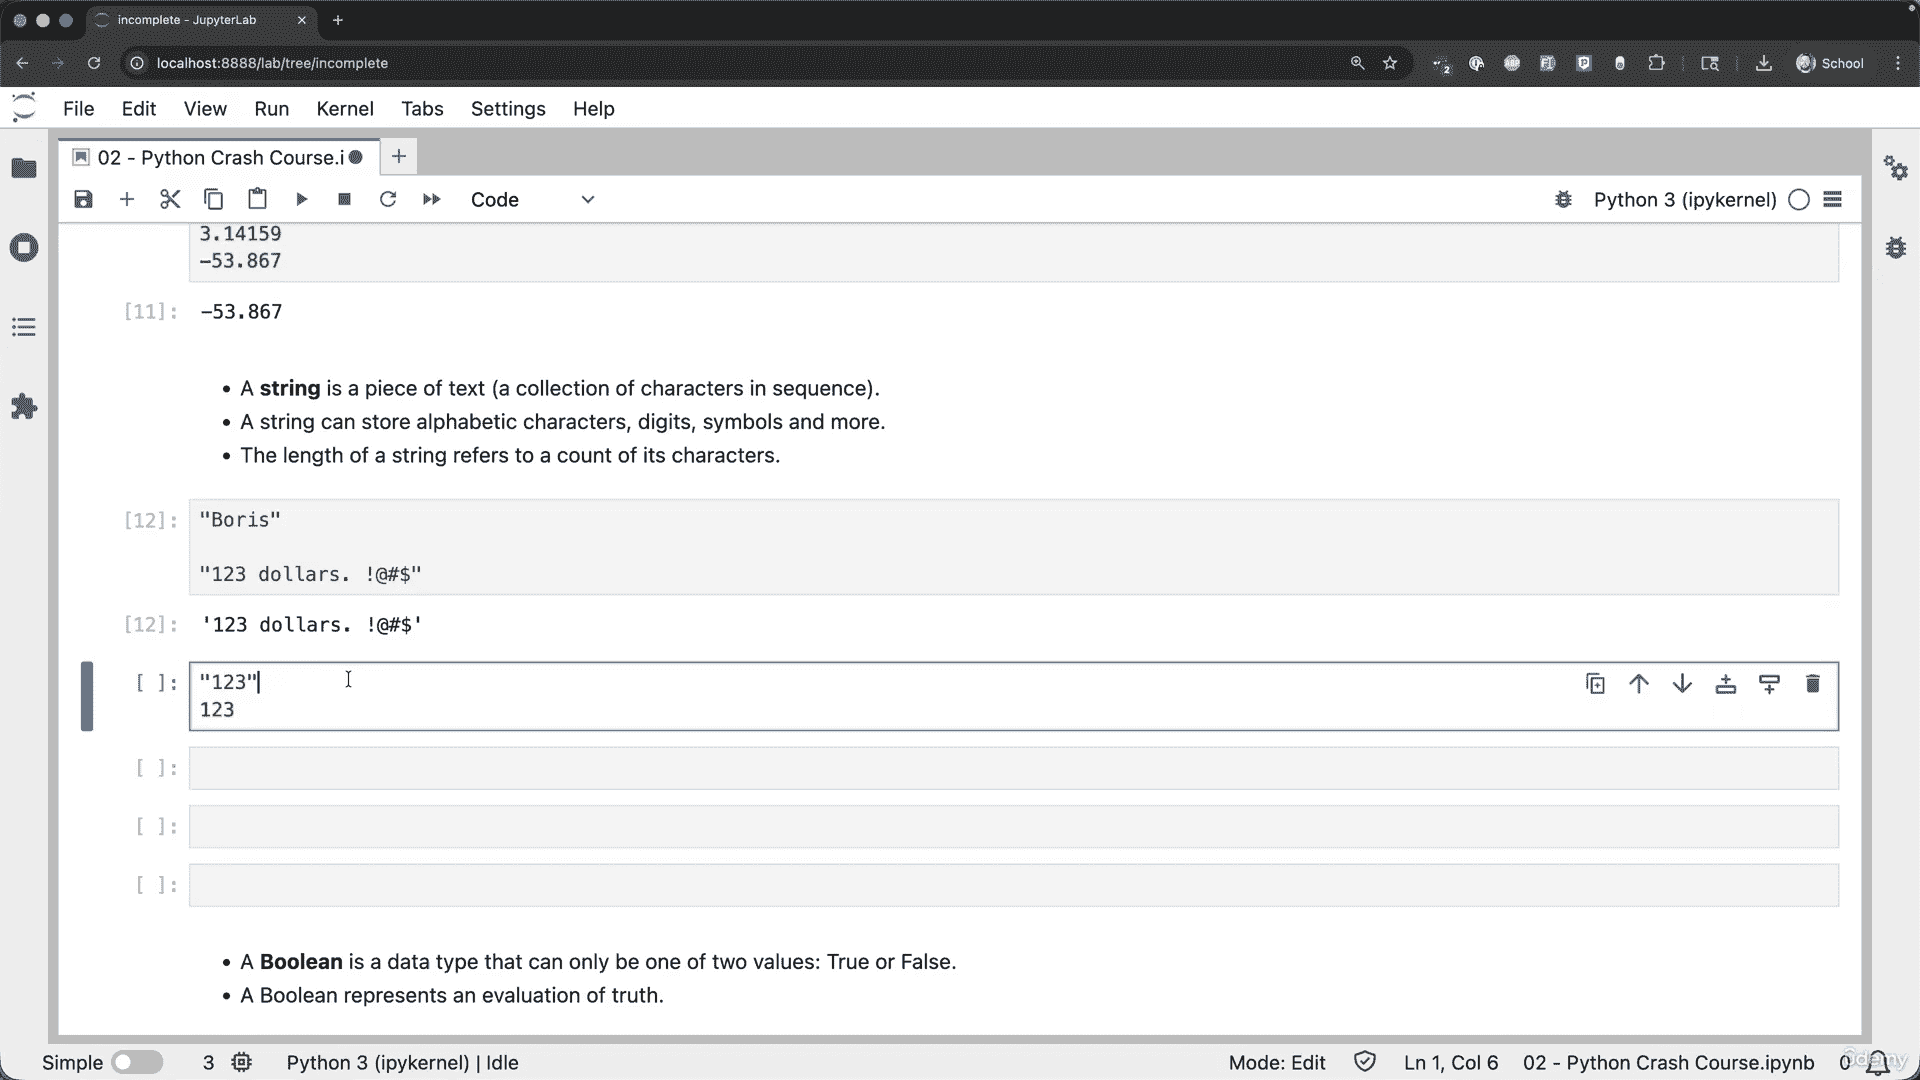 incomplete - JupyterLab
localhost:8888/lab/tree/incomplete
2
School
File Edit View Run Kernel Tabs Settings Help
02 - Python Crash Course.i
Code
Python 3 (ipykernel)
3.14159
-53.867
[11]: -53.867
• A string is a piece of text (a collection of characters in sequence).
• A string can store alphabetic characters, digits, symbols and more.
• The length of a string refers to a count of its characters.
[12]: "Boris"
"123 dollars. !@#$"
[12]: '123 dollars. !@#$'
[ ]: "123"
123
[ ]:
[ ]:
[ ]:
• A Boolean is a data type that can only be one of two values: True or False.
• A Boolean represents an evaluation of truth.
Simple 3 Python 3 (ipykernel) | Idle Mode: Edit Ln 1, Col 6 02 - Python Crash Course.ipynb 0